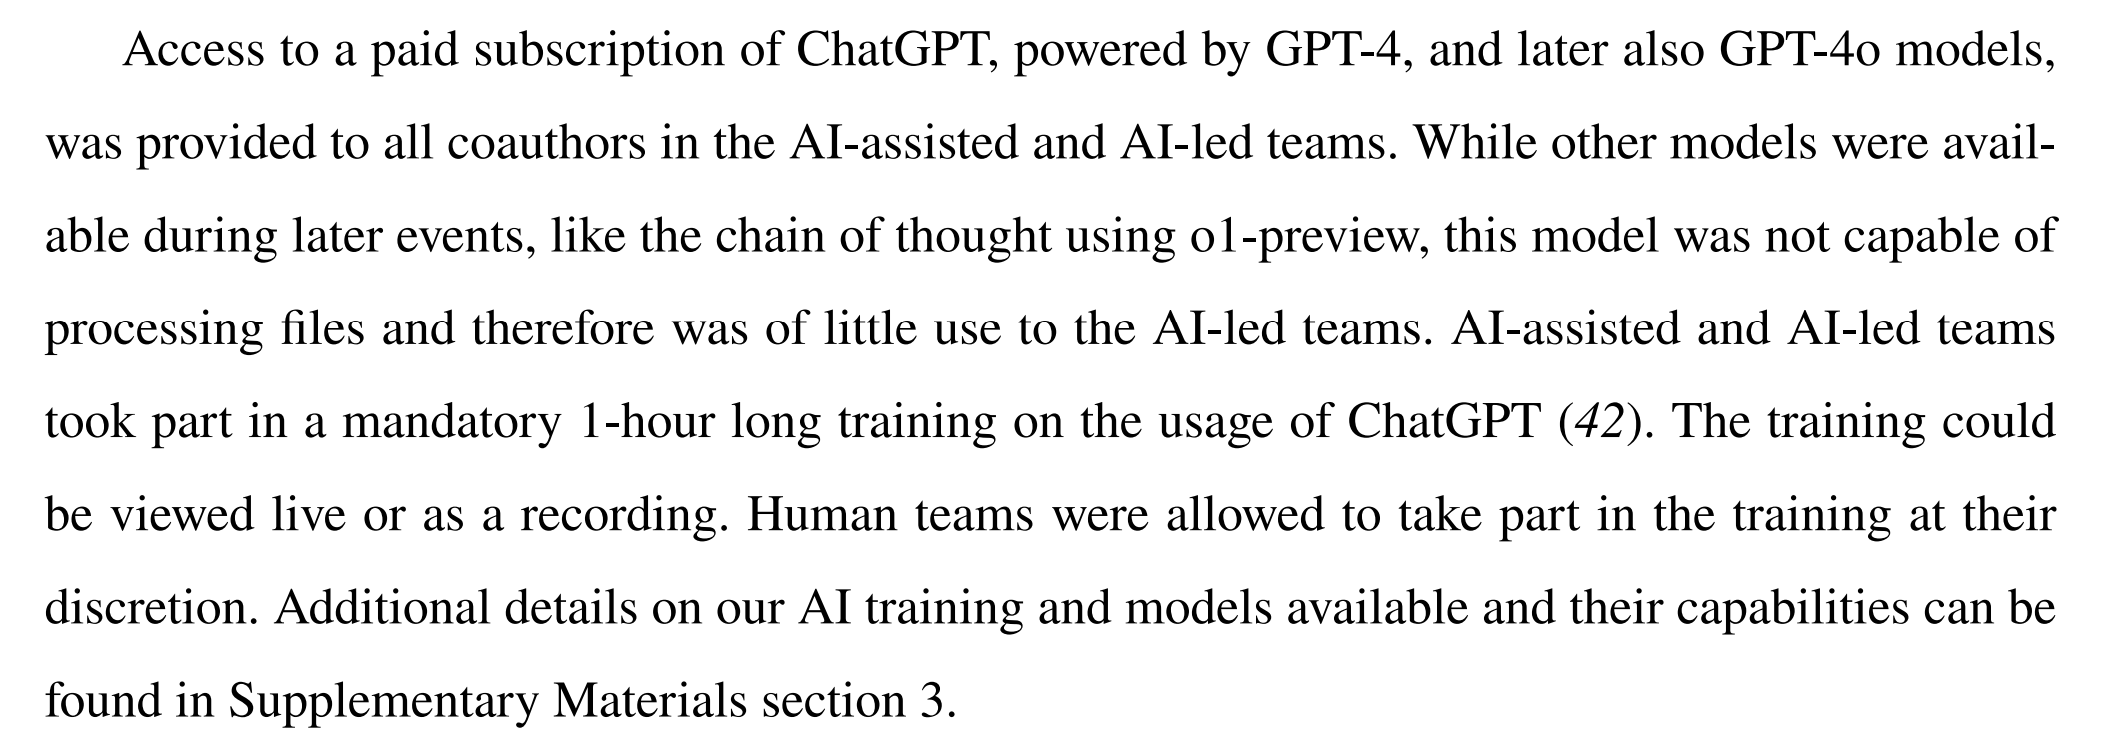 Access to a paid subscription of ChatGPT, powered by GPT-4, and later also GPT-4o models,
was provided to all coauthors in the AI-assisted and AI-led teams. While other models were avail-
able during later events, like the chain of thought using o1-preview, this model was not capable of
processing files and therefore was of little use to the AI-led teams. AI-assisted and AI-led teams
took part in a mandatory 1-hour long training on the usage of ChatGPT (42). The training could
be viewed live or as a recording. Human teams were allowed to take part in the training at their
discretion. Additional details on our AI training and models available and their capabilities can be
found in Supplementary Materials section 3.